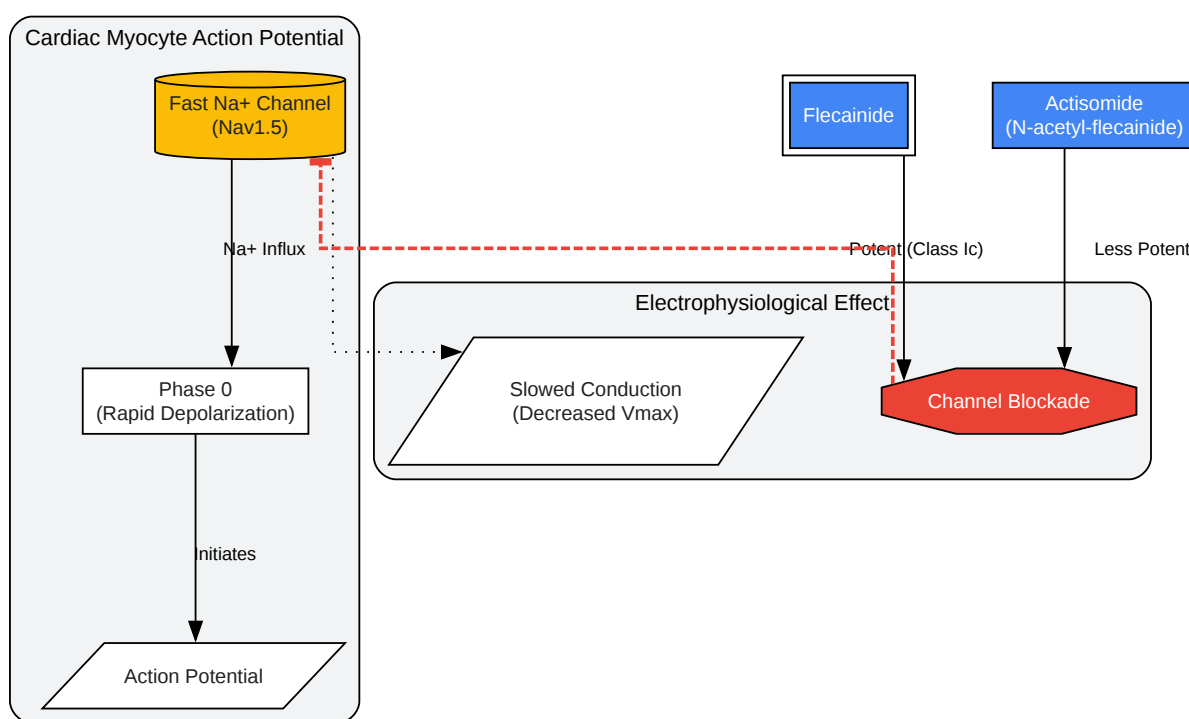 Cardiac Myocyte Action Potential
Fast Na+ Channel
(Nav1.5)
Flecainide
Actisomide
(N-acetyl-flecainide)
Na+ Influx
Potent (Class Ic)
Less Potent
Electrophysiological Effect
Phase 0
(Rapid Depolarization)
Slowed Conduction
(Decreased Vmax)
Channel Blockade
Initiates
Action Potential